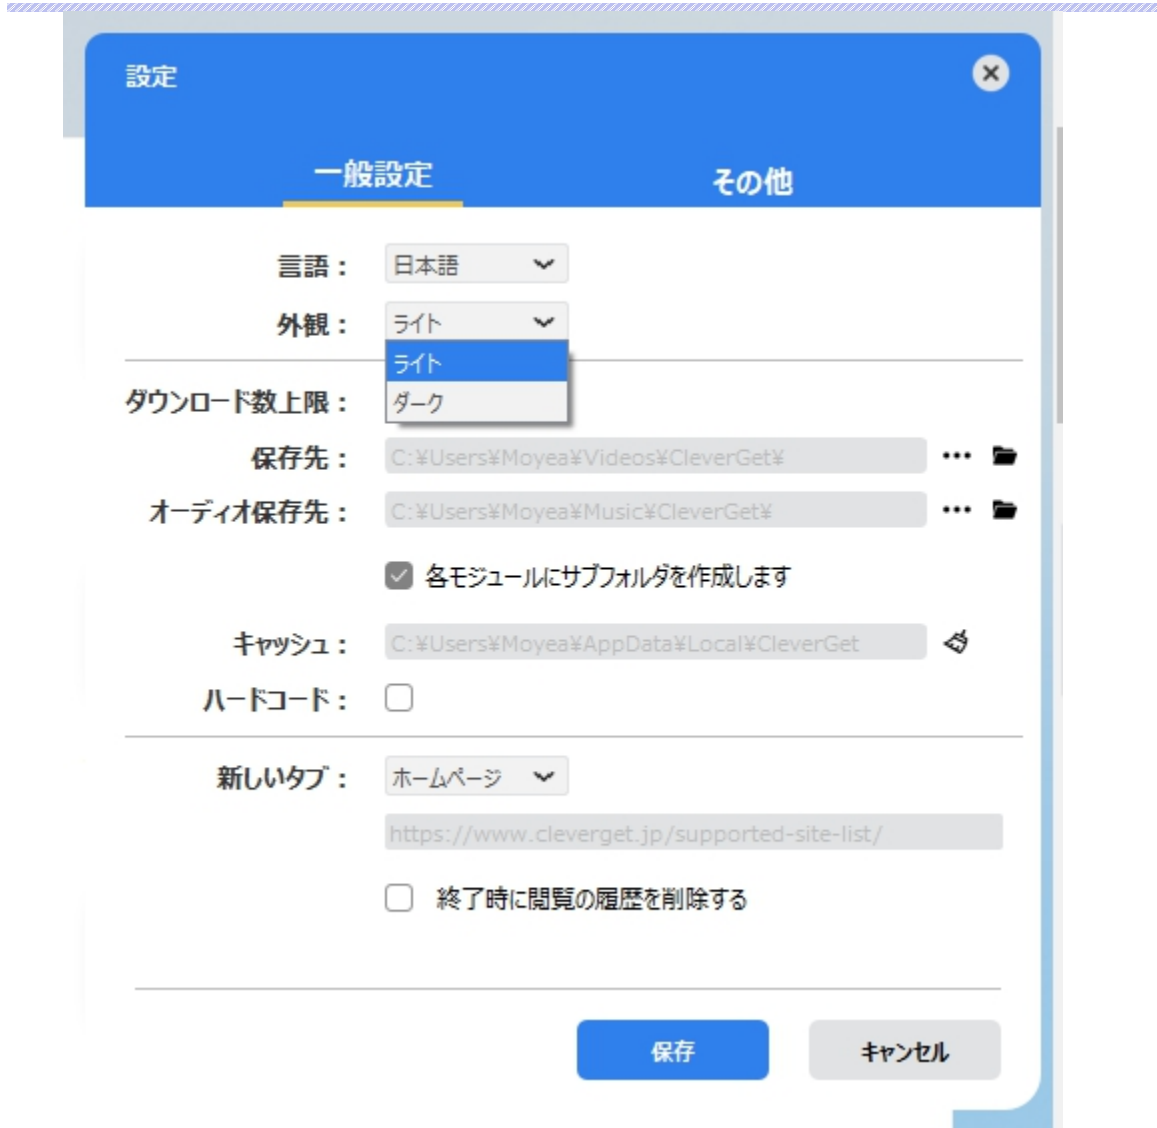 設定
一般設定
その他
言語：
日本語
外観：
ライト
ライト
ダーク
ダウンロード数上限：
保存先：
C:¥Users¥Moyea¥Videos¥CleverGet¥
オーディオ保存先：
C:¥Users¥Moyea¥Music¥CleverGet¥
各モジュールにサブフォルダを作成します
キャッシュ：
C:¥Users¥Moyea¥AppData¥Local¥CleverGet
ハードコード：
新しいタブ：
ホームページ
https://www.cleverget.jp/supported-site-list/
終了時に閲覧の履歴を削除する
保存
キャンセル